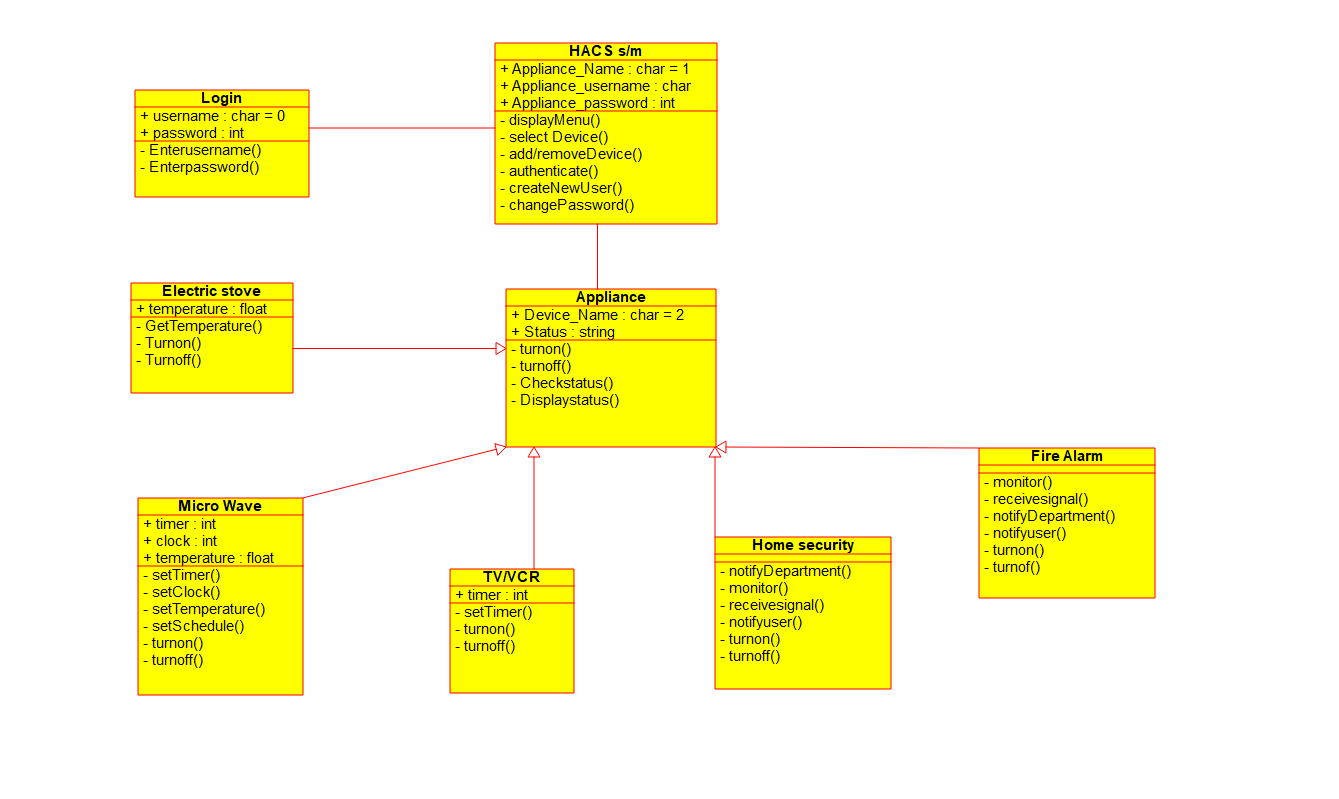 HACS s/m
+ Appliance_Name : char = 1
+ Appliance_username : char
+ Appliance_password : int
- displayMenu()
- select Device()
- add/removeDevice()
- authenticate()
- createNewUser()
- changePassword()
Login
+ username : char = 0
+ password : int
- Enterusername()
- Enterpassword()
Electric stove
+ temperature : float
- GetTemperature()
- Turnon()
- Turnoff()
Appliance
+ Device_Name : char = 2
+ Status : string
- turnon()
- turnoff()
- Checkstatus()
- Displaystatus()
Micro Wave
+ timer : int
+ clock : int
+ temperature : float
- setTimer()
- setClock()
- setTemperature()
- setSchedule()
- turnon()
- turnoff()
TV/VCR
+ timer : int
- setTimer()
- turnon()
- turnoff()
Home security
- notifyDepartment()
- monitor()
- receivesignal()
- notifyuser()
- turnon()
- turnoff()
Fire Alarm
- monitor()
- receivesignal()
- notifyDepartment()
- notifyuser()
- turnon()
- turnof()